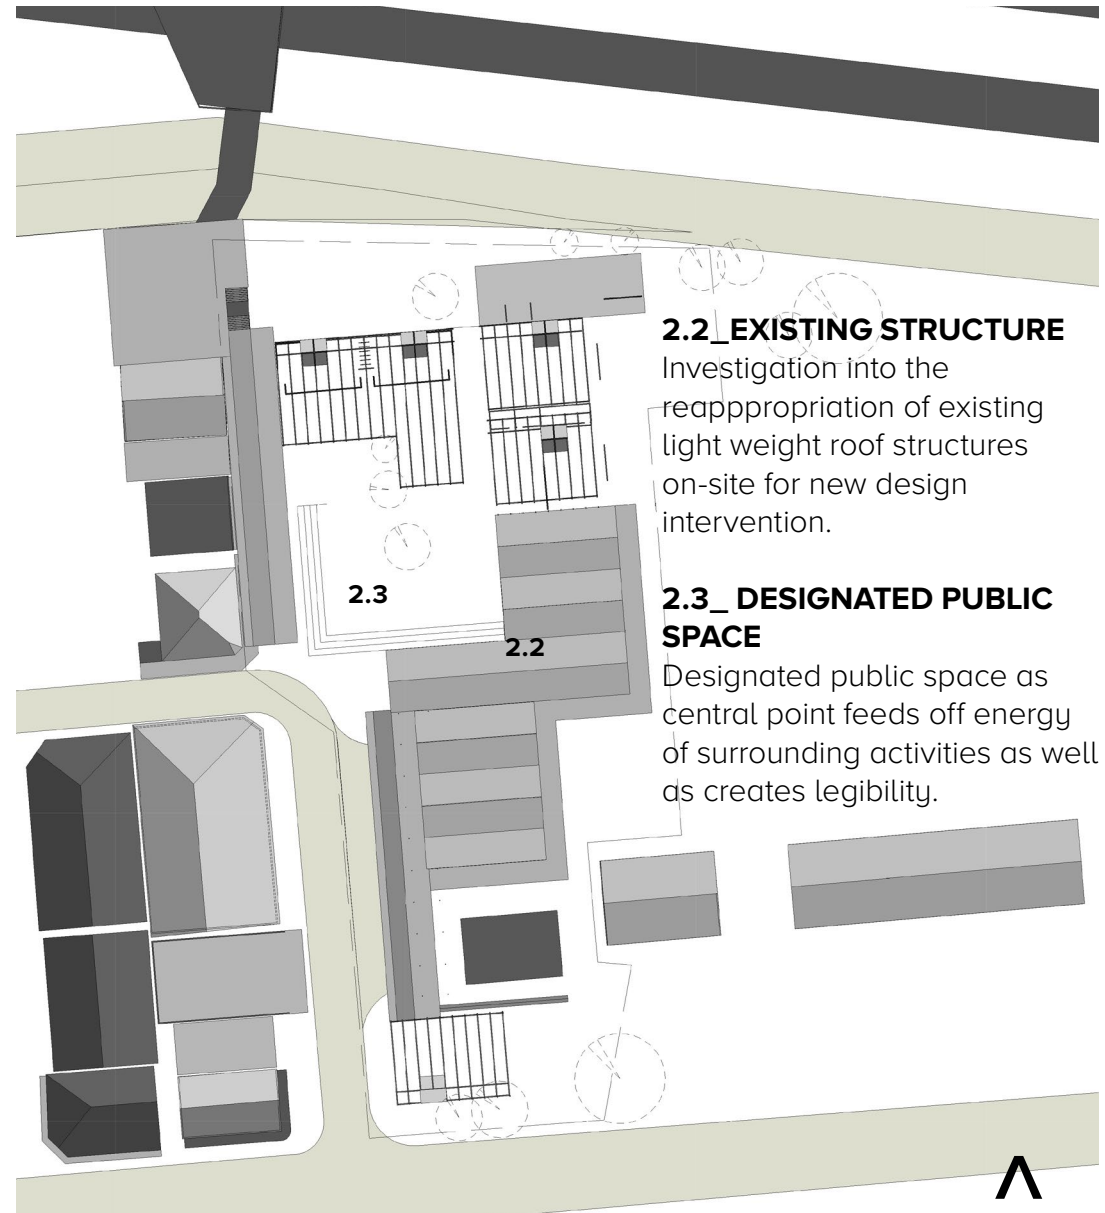 2.2_EXISTING STRUCTURE
Investigation into the
reapppropriation of existing
light weight roof structures
on-site for new design
intervention.
2.3_ DESIGNATED PUBLIC
SPACE
Designated public space as
central point feeds off energy
of surrounding activities as well
as creates legibility.
2.3
2.2